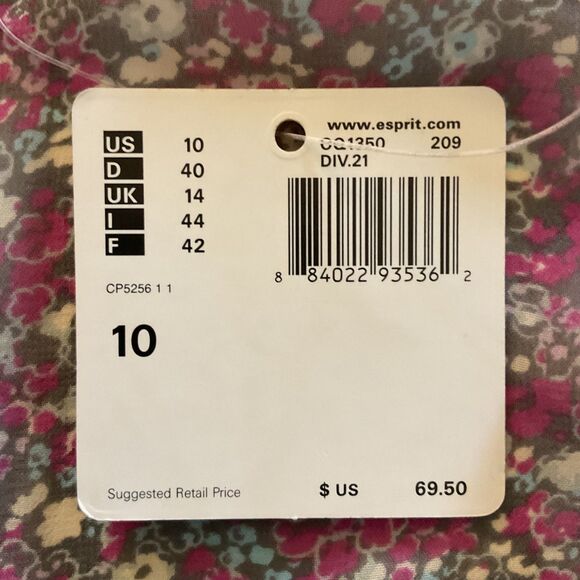 US 10
D 40
UK 14
I 44
F 42
CP5256 1 1
10
www.esprit.com
CQ1350 209
DIV.21
8 84022 93536 2
Suggested Retail Price $ US 69.50